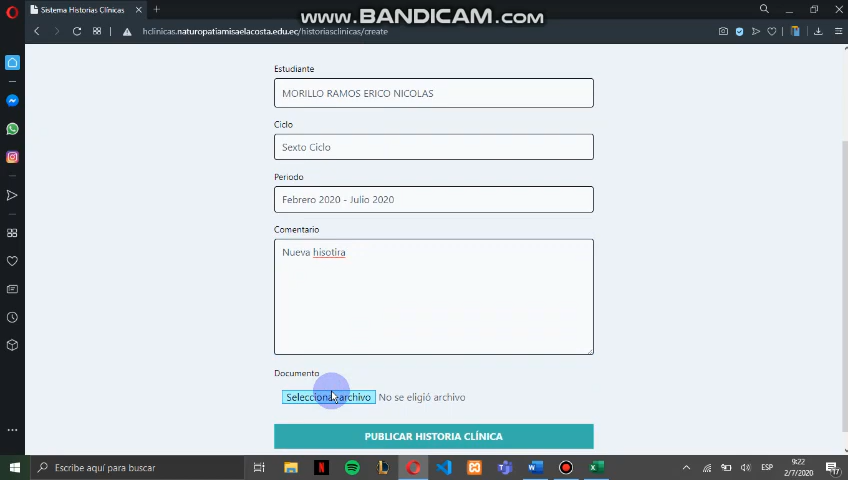 Sistema Historias Clínicas
www.BANDICAM.com
hclinicas.naturopatiamisaelacosta.edu.ec/historiasclinicas/create
Estudiante
MORILLO RAMOS ERICO NICOLAS
Ciclo
Sexto Ciclo
Periodo
Febrero 2020 - Julio 2020
Comentario
Nueva hisotira
Documento
Seleccionar archivo No se eligió archivo
PUBLICAR HISTORIA CLÍNICA
Escribe aquí para buscar
ESP
9:22
2/7/2020
17